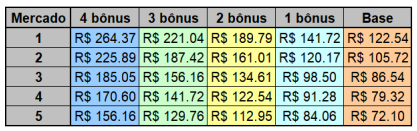 Mercado 4 bônus 3 bônus 2 bônus 1 bônus Base
1 R$ 264.37 R$ 221.04 R$ 189.79 R$ 141.72 R$ 122.54
2 R$ 225.89 R$ 187.42 R$ 161.01 R$ 120.17 R$ 105.72
3 R$ 185.05 R$ 156.16 R$ 134.61 R$ 98.50 R$ 86.54
4 R$ 170.60 R$ 141.72 R$ 122.54 R$ 91.28 R$ 79.32
5 R$ 156.16 R$ 129.76 R$ 112.95 R$ 84.06 R$ 72.10